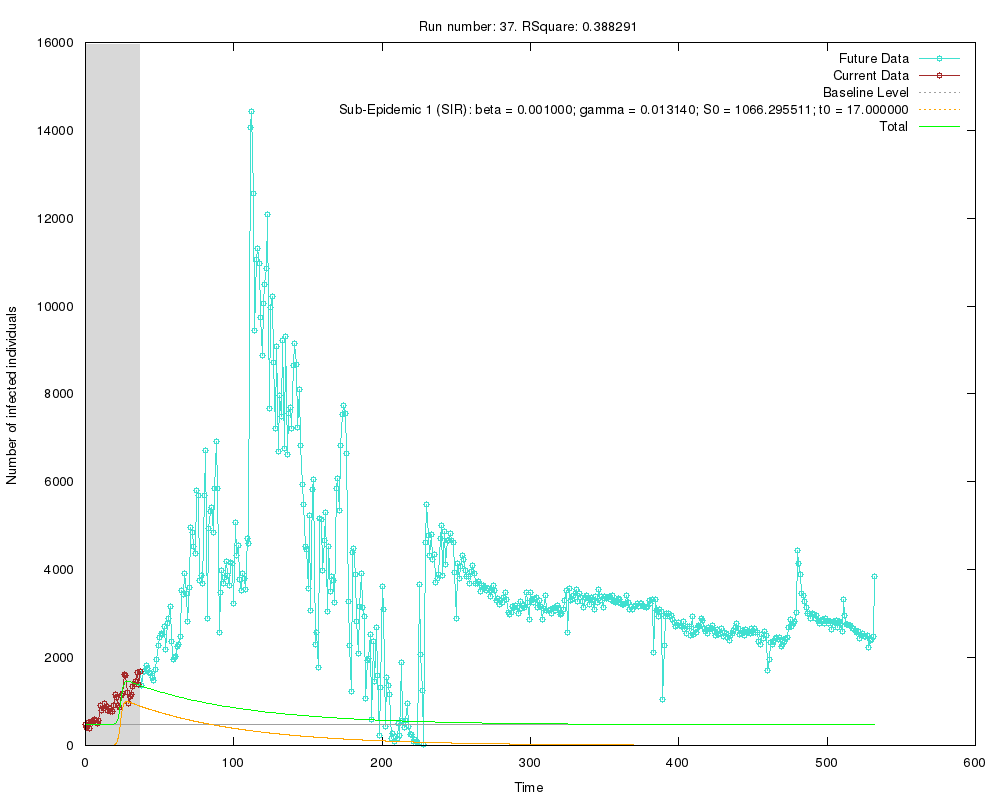 Run number: 37. RSquare: 0.388291
Future Data
Current Data
Baseline Level
Sub-Epidemic 1 (SIR): beta = 0.001000; gamma = 0.013140; S0 = 1066.295511; t0 = 17.000000
Total
16000
14000
12000
10000
8000
6000
4000
2000
0
Number of infected individuals
0 100 200 300 400 500 600
Time